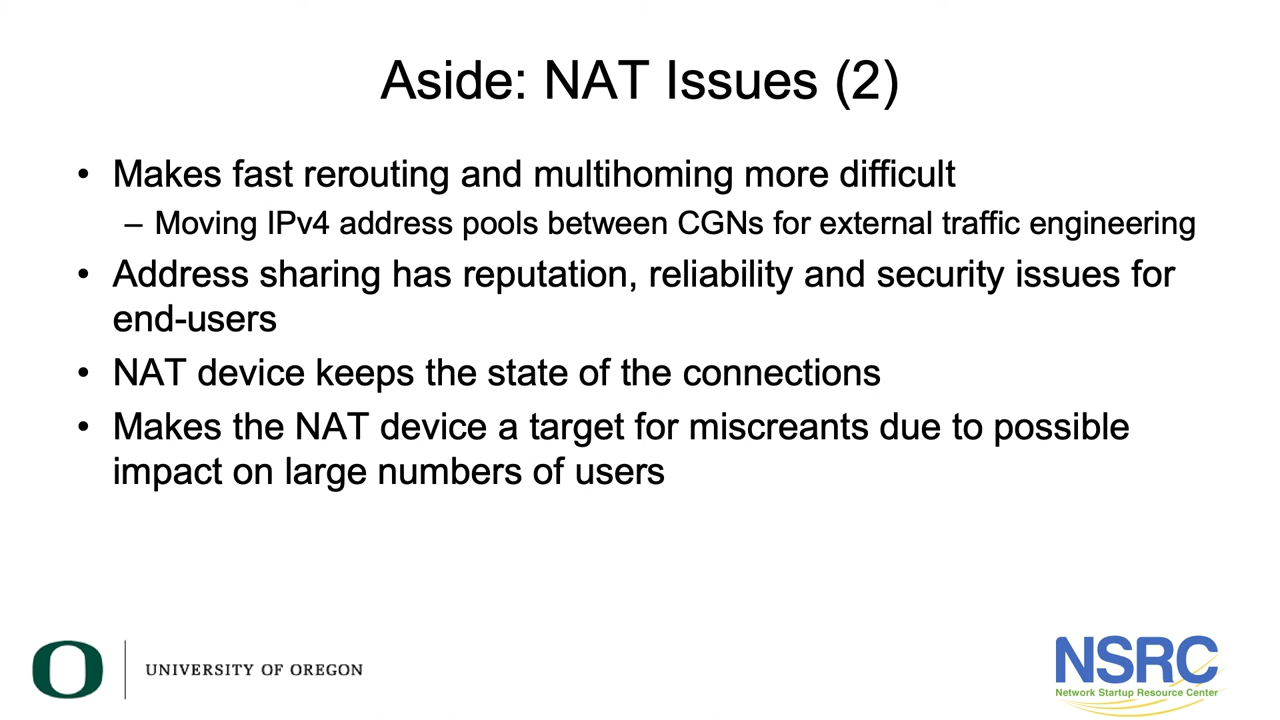 Aside: NAT Issues (2)
• Makes fast rerouting and multihoming more difficult
– Moving IPv4 address pools between CGNs for external traffic engineering
• Address sharing has reputation, reliability and security issues for
end-users
• NAT device keeps the state of the connections
• Makes the NAT device a target for miscreants due to possible
impact on large numbers of users
O
UNIVERSITY OF OREGON
NSRC
Network Startup Resource Center